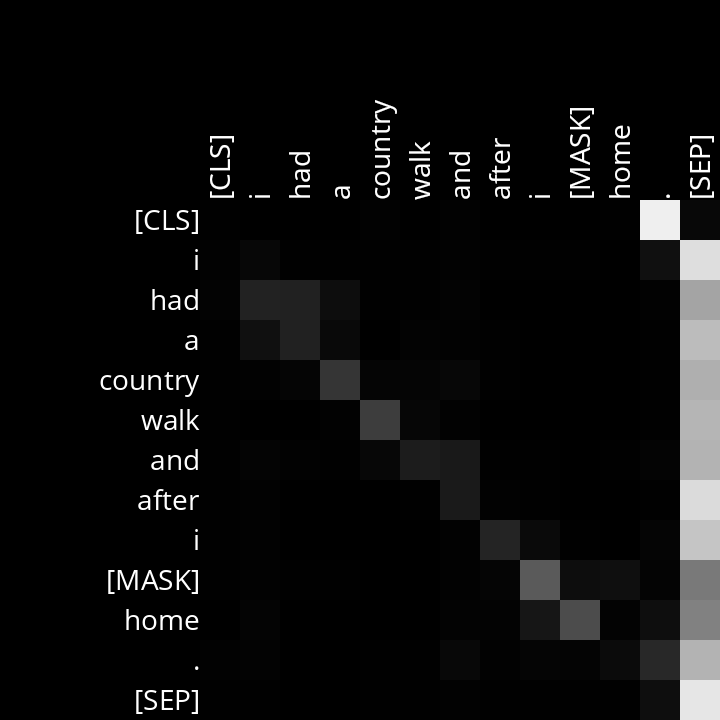 [CLS] i had a country walk and after i [MASK] home . [SEP]
[CLS]
i
had
a
country
walk
and
after
i
[MASK]
home
.
[SEP]